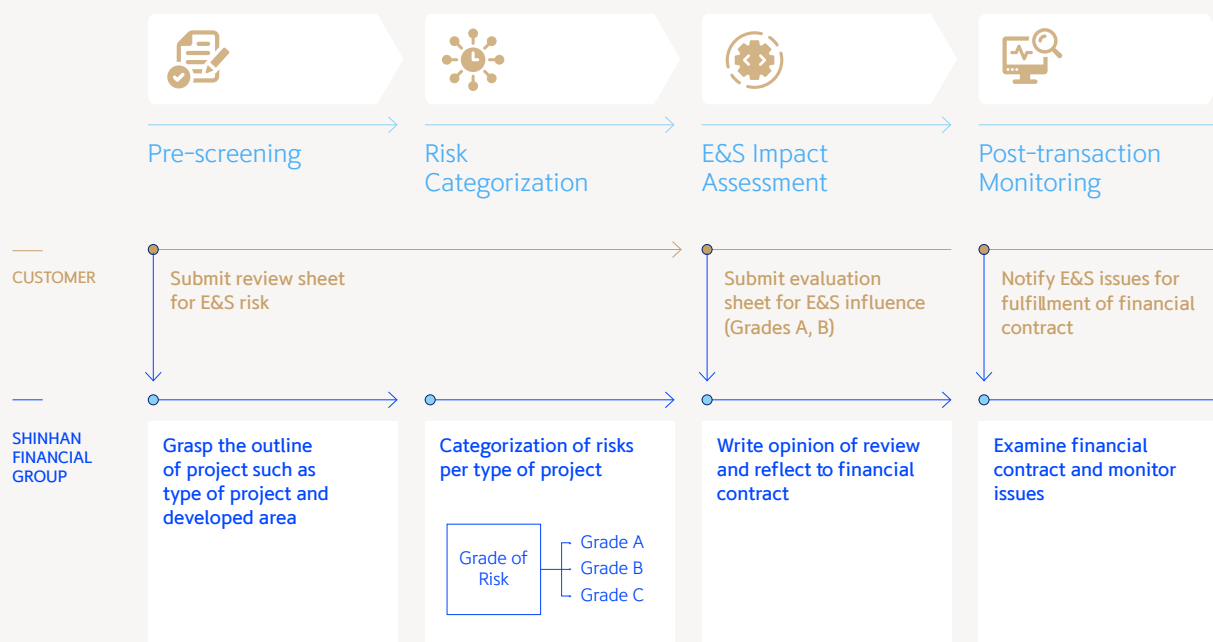 Pre-screening
Risk
Categorization
E&S Impact
Assessment
Post-transaction
Monitoring
CUSTOMER
Submit review sheet
for E&S risk
Submit evaluation
sheet for E&S influence
(Grades A, B)
Notify E&S issues for
fulfillment of financial
contract
SHINHAN
FINANCIAL
GROUP
Grasp the outline
of project such as
type of project and
developed area
Categorization of risks
per type of project
Grade of
Risk
Grade A
Grade B
Grade C
Write opinion of review
and reflect to financial
contract
Examine financial
contract and monitor
issues